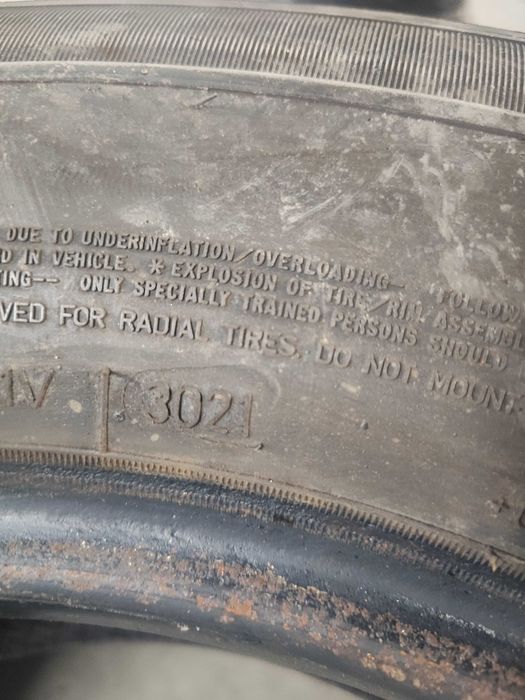 DUE TO UNDERINFLATION/OVERLOADING-- FOLLOW
D IN VEHICLE. * EXPLOSION OF TIRE/RIM ASSEMBL
ING-- ONLY SPECIALLY TRAINED PERSONS SHOULD
VED FOR RADIAL TIRES. DO NOT MOUNT
1V 3021